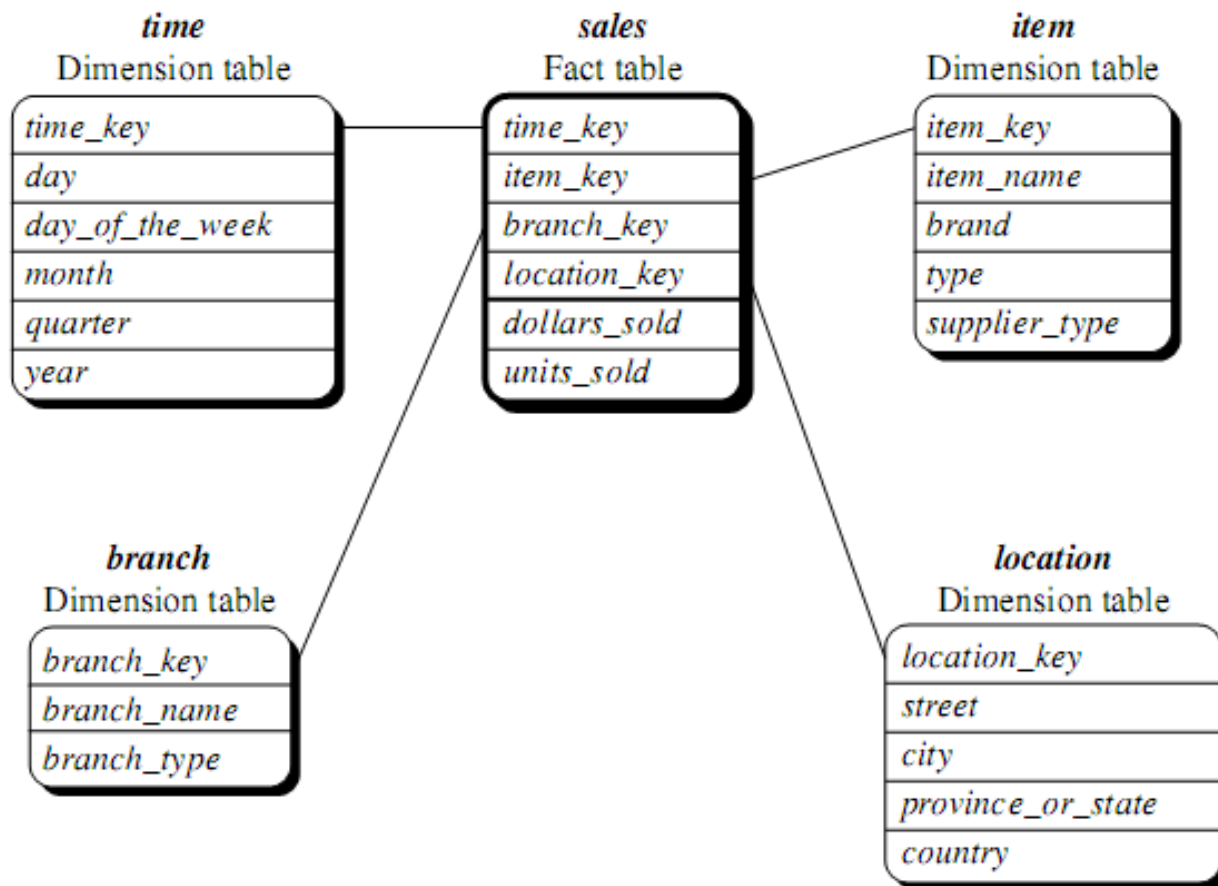 time
Dimension table
time_key
day
day_of_the_week
month
quarter
year
sales
Fact table
time_key
item_key
branch_key
location_key
dollars_sold
units_sold
item
Dimension table
item_key
item_name
brand
type
supplier_type
branch
Dimension table
branch_key
branch_name
branch_type
location
Dimension table
location_key
street
city
province_or_state
country